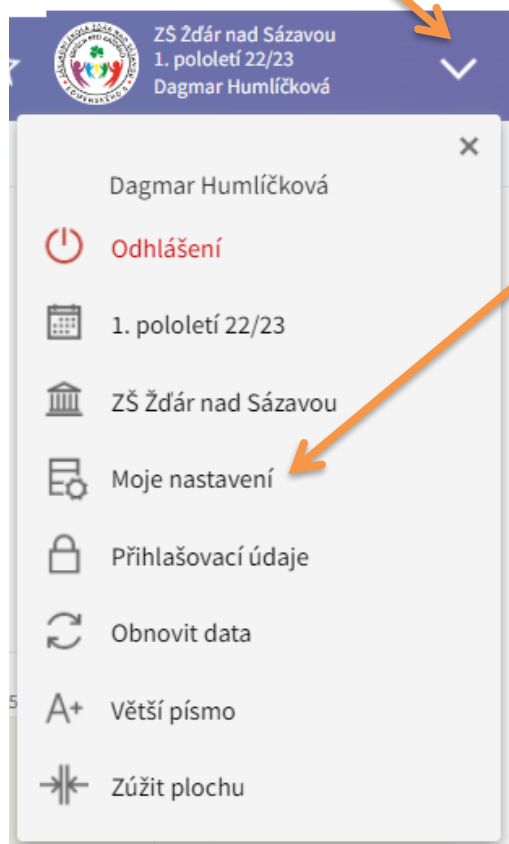 ZŠ Žďár nad Sázavou
1. pololetí 22/23
Dagmar Humlíčková
Dagmar Humlíčková
Odhlášení
1. pololetí 22/23
ZŠ Žďár nad Sázavou
Moje nastavení
Přihlašovací údaje
Obnovit data
A+ Větší písmo
Zúžit plochu